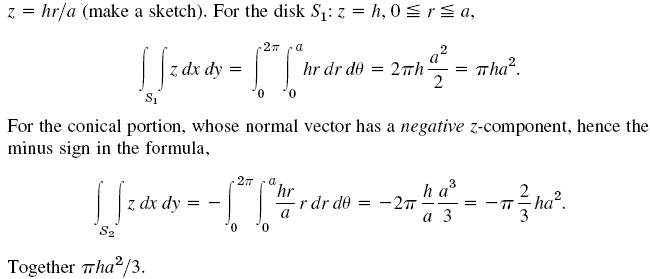 z = hr/a (make a sketch). For the disk S₁: z = h, 0 ≦ r ≦ a,
∫∫_{S₁} z dx dy = ∫₀^{2π} ∫₀^{a} hr dr dθ = 2πh a²/2 = πha².
For the conical portion, whose normal vector has a negative z-component, hence the
minus sign in the formula,
∫∫_{S₂} z dx dy = −∫₀^{2π} ∫₀^{a} hr/a r dr dθ = −2π h/a a³/3 = −π 2/3 ha².
Together πha²/3.